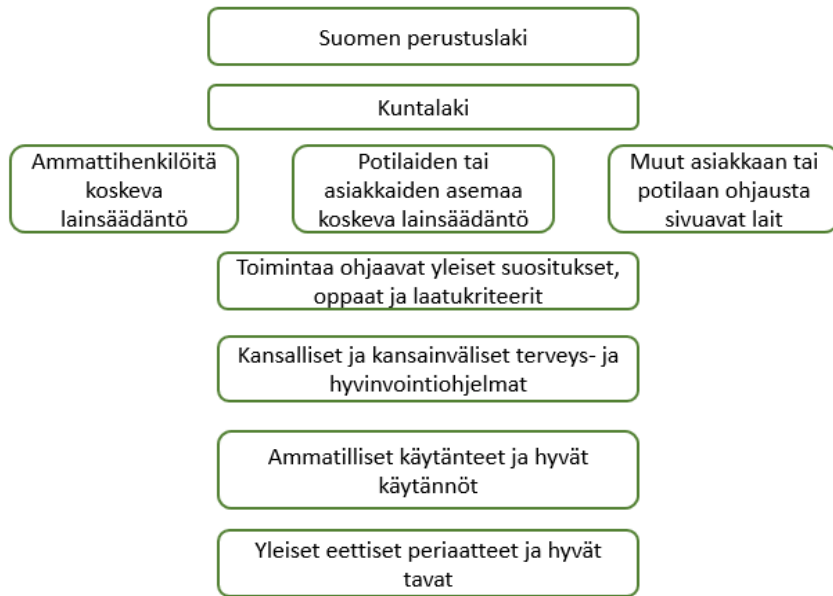 Suomen perustuslaki
Kuntalaki
Ammattihenkilöitä
koskeva
lainsäädäntö
Potilaiden tai
asiakkaiden asemaa
koskeva lainsäädäntö
Muut asiakkaan tai
potilaan ohjausta
sivuavat lait
Toimintaa ohjaavat yleiset suositukset,
oppaat ja laatukriteerit
Kansalliset ja kansainväliset terveys- ja
hyvinvointiohjelmat
Ammatilliset käytänteet ja hyvät
käytännöt
Yleiset eettiset periaatteet ja hyvät
tavat